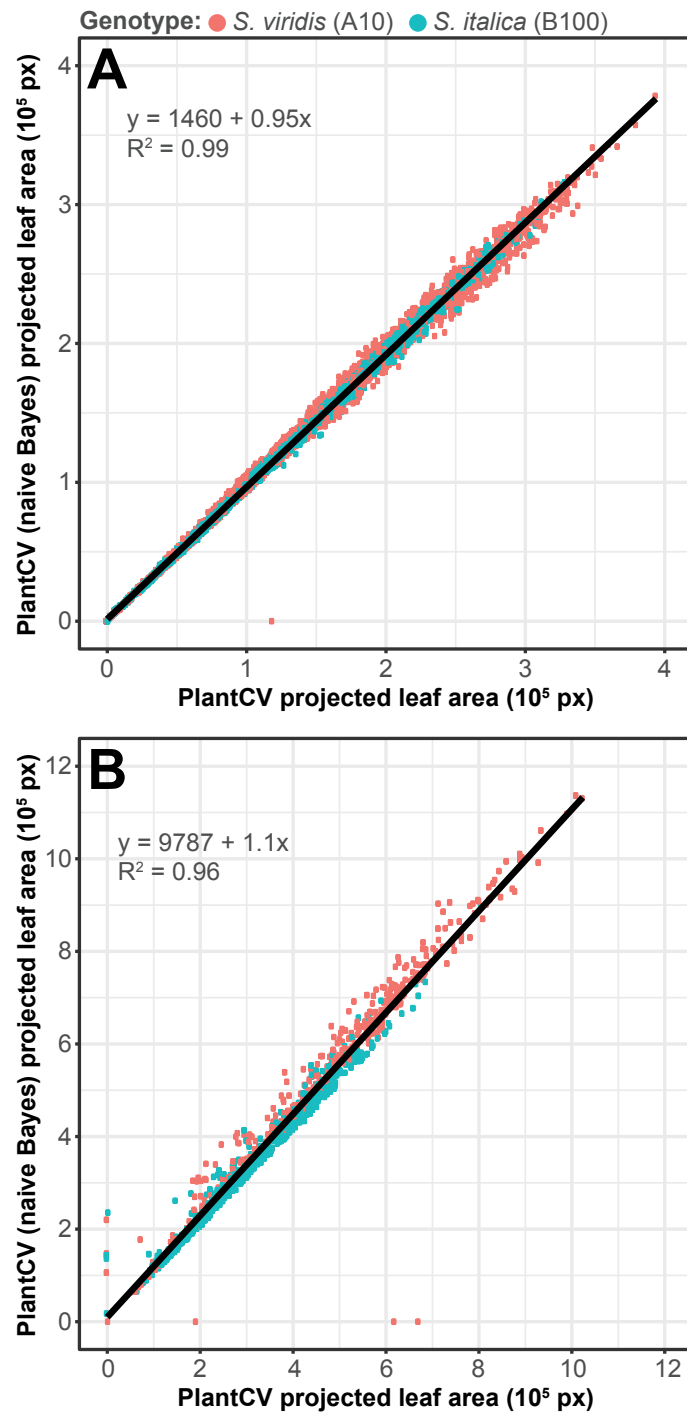 Genotype: S. viridis (A10) S. italica (B100)
A
y = 1460 + 0.95x
R² = 0.99
PlantCV (naive Bayes) projected leaf area (10⁵ px)
4
3
2
1
0
0 1 2 3 4
PlantCV projected leaf area (10⁵ px)
B
y = 9787 + 1.1x
R² = 0.96
PlantCV (naive Bayes) projected leaf area (10⁵ px)
12
10
8
6
4
2
0
0 2 4 6 8 10 12
PlantCV projected leaf area (10⁵ px)